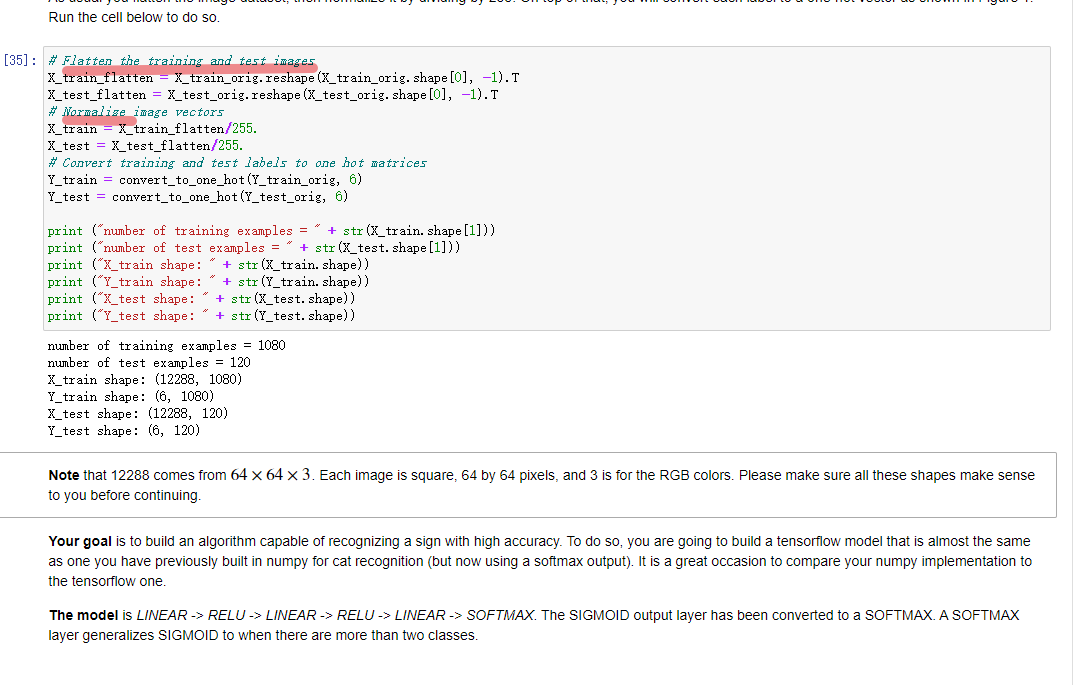 Run the cell below to do so.
[35]: # Flatten the training and test images
X_train_flatten = X_train_orig.reshape(X_train_orig.shape[0], -1).T
X_test_flatten = X_test_orig.reshape(X_test_orig.shape[0], -1).T
# Normalize image vectors
X_train = X_train_flatten/255.
X_test = X_test_flatten/255.
# Convert training and test labels to one hot matrices
Y_train = convert_to_one_hot(Y_train_orig, 6)
Y_test = convert_to_one_hot(Y_test_orig, 6)
print ("number of training examples = " + str(X_train.shape[1]))
print ("number of test examples = " + str(X_test.shape[1]))
print ("X_train shape: " + str(X_train.shape))
print ("Y_train shape: " + str(Y_train.shape))
print ("X_test shape: " + str(X_test.shape))
print ("Y_test shape: " + str(Y_test.shape))
number of training examples = 1080
number of test examples = 120
X_train shape: (12288, 1080)
Y_train shape: (6, 1080)
X_test shape: (12288, 120)
Y_test shape: (6, 120)
Note that 12288 comes from 64 × 64 × 3. Each image is square, 64 by 64 pixels, and 3 is for the RGB colors. Please make sure all these shapes make sense
to you before continuing.
Your goal is to build an algorithm capable of recognizing a sign with high accuracy. To do so, you are going to build a tensorflow model that is almost the same
as one you have previously built in numpy for cat recognition (but now using a softmax output). It is a great occasion to compare your numpy implementation to
the tensorflow one.
The model is LINEAR -> RELU -> LINEAR -> RELU -> LINEAR -> SOFTMAX. The SIGMOID output layer has been converted to a SOFTMAX. A SOFTMAX
layer generalizes SIGMOID to when there are more than two classes.